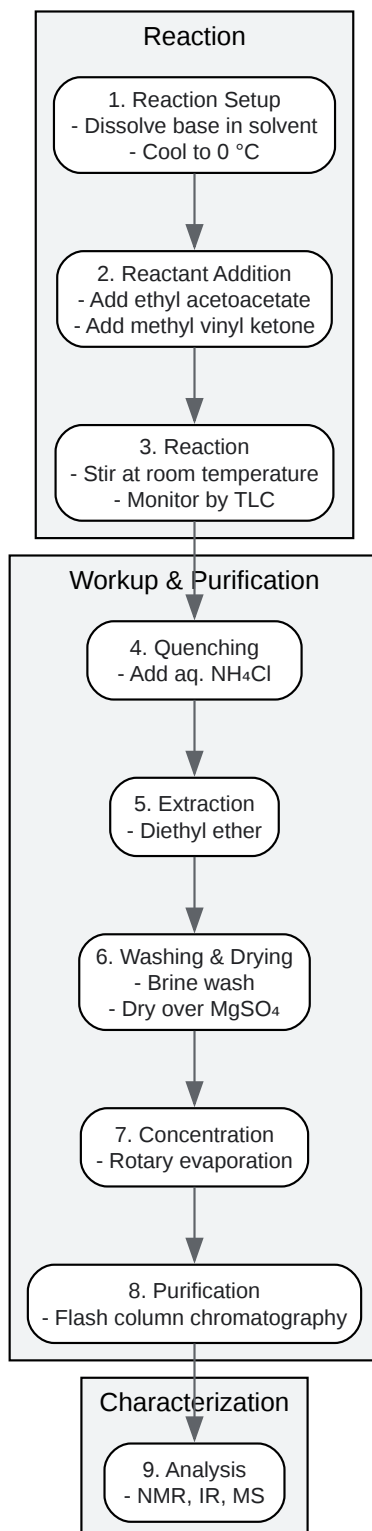 Reaction
1. Reaction Setup
- Dissolve base in solvent
- Cool to 0 °C
2. Reactant Addition
- Add ethyl acetoacetate
- Add methyl vinyl ketone
3. Reaction
- Stir at room temperature
- Monitor by TLC
Workup & Purification
4. Quenching
- Add aq. NH₄Cl
5. Extraction
- Diethyl ether
6. Washing & Drying
- Brine wash
- Dry over MgSO₄
7. Concentration
- Rotary evaporation
8. Purification
- Flash column chromatography
Characterization
9. Analysis
- NMR, IR, MS